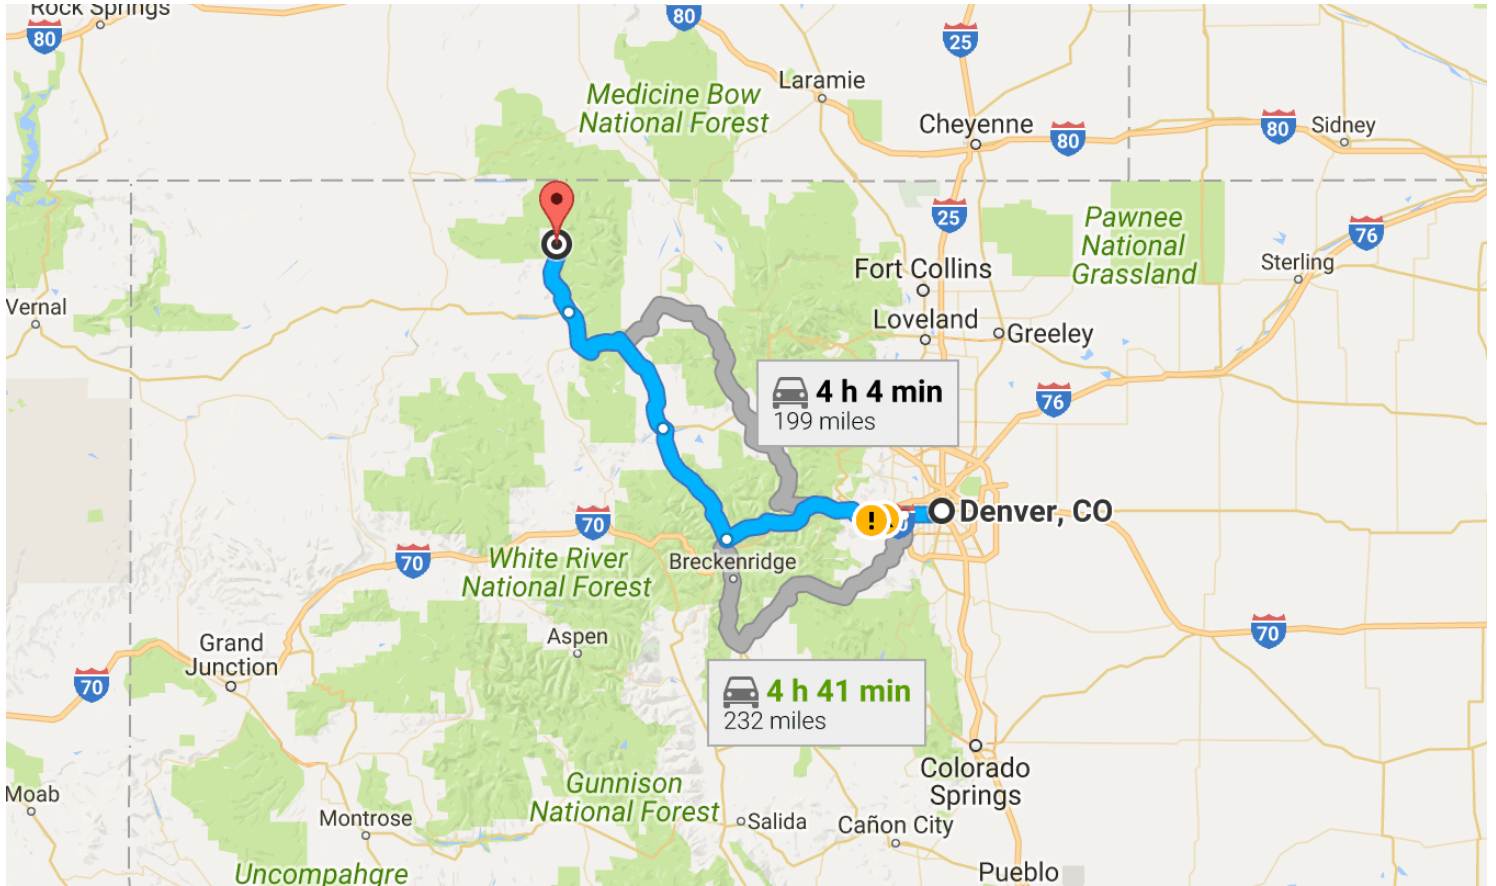 Rock Springs
80
80
25
Laramie
Medicine Bow
National Forest
Cheyenne
80
80
Sidney
25
Pawnee
National
Grassland
76
Sterling
Fort Collins
Vernal
Loveland
Greeley
4 h 4 min
199 miles
76
!
Denver, CO
70
White River
National Forest
70
Breckenridge
70
Grand
Junction
Aspen
70
4 h 41 min
232 miles
Colorado
Springs
Gunnison
National Forest
Moab
Montrose
Salida
Cañon City
Uncompahgre
Pueblo